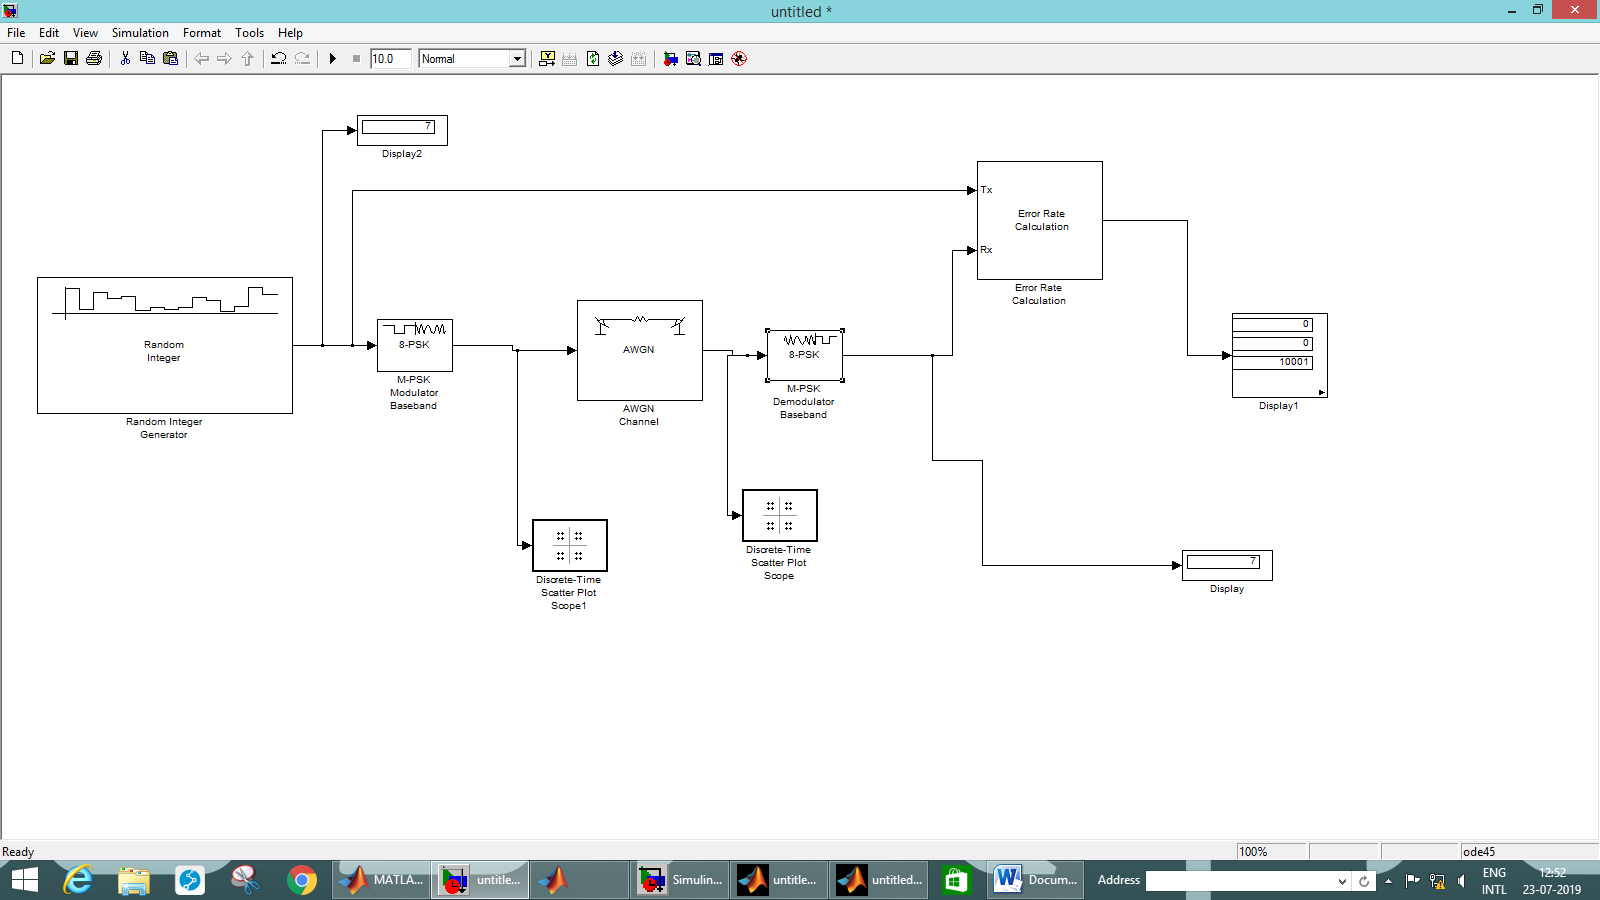 untitled *
File Edit View Simulation Format Tools Help
10.0 Normal
7
Display2
Tx
Error Rate
Calculation
Rx
Error Rate
Calculation
Random
Integer
Random Integer
Generator
8-PSK
M-PSK
Modulator
Baseband
AWGN
AWGN
Channel
8-PSK
M-PSK
Demodulator
Baseband
0
0
10001
Display1
Discrete-Time
Scatter Plot
Scope1
Discrete-Time
Scatter Plot
Scope
7
Display
Ready 100% ode45
MATLA... untitle... Simulin... untitle... untitled... Docum... Address
ENG
INTL
12:52
23-07-2019